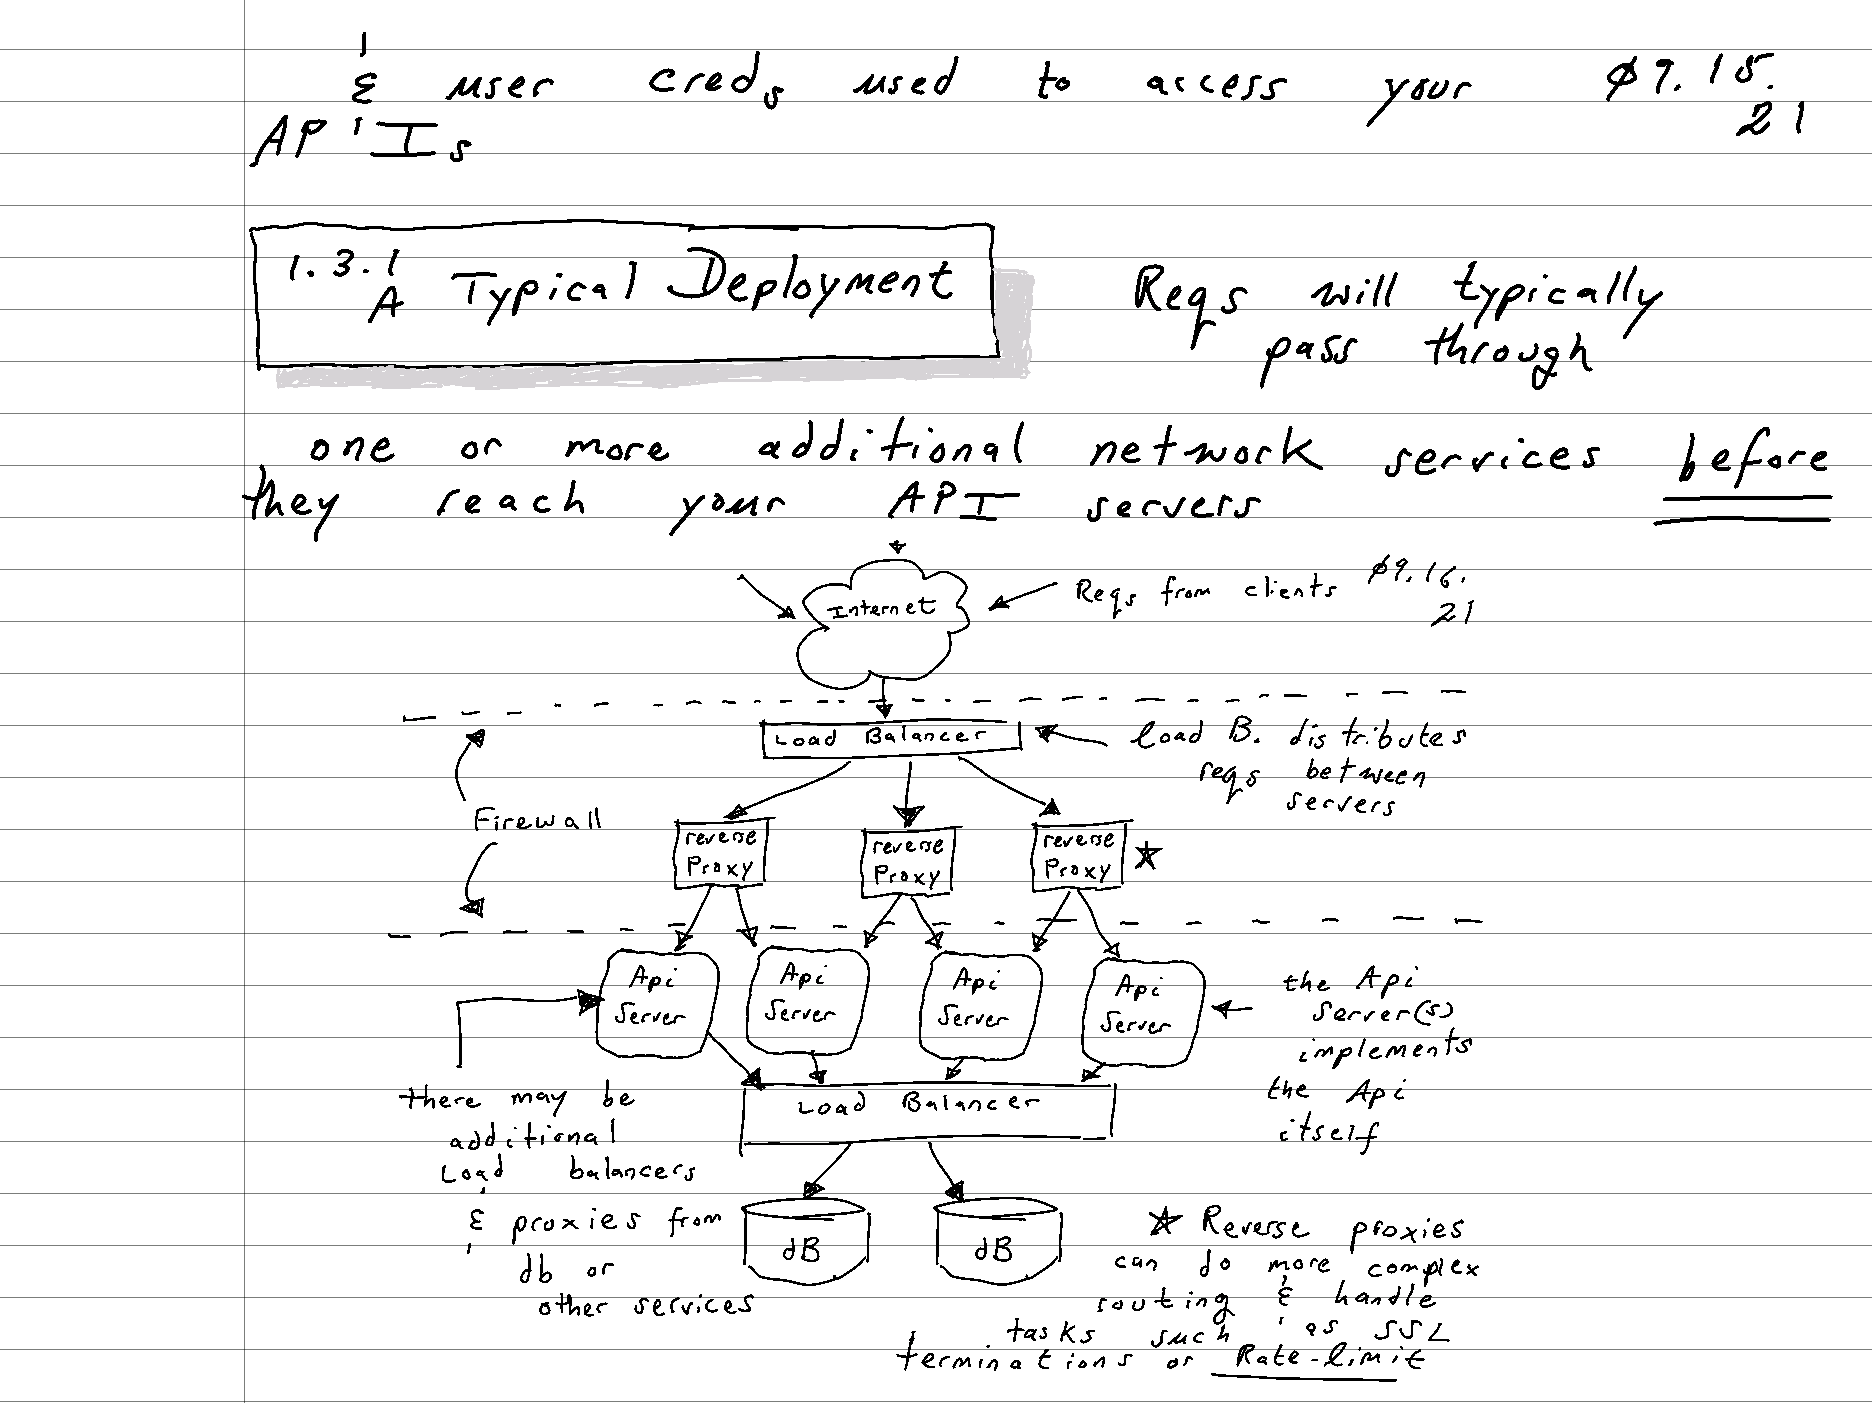 & user creds used to access your Ø9.15.
21
APIs
1.3.1
A Typical Deployment
Reqs will typically
pass through
one or more additional network services before
they reach your API servers
Internet
Reqs from clients Ø9.16.
21
Load Balancer
load B. distributes
reqs between
servers
Firewall
reverse
Proxy
reverse
Proxy
reverse
Proxy
Api
Server
Api
Server
Api
Server
Api
Server
the Api
Server(s)
implements
the Api
itself
there may be
additional
Load balancers
& proxies from
db or
other services
Load Balancer
dB
dB
★ Reverse proxies
can do more complex
routing & handle
tasks such as SSL
terminations or Rate-limit